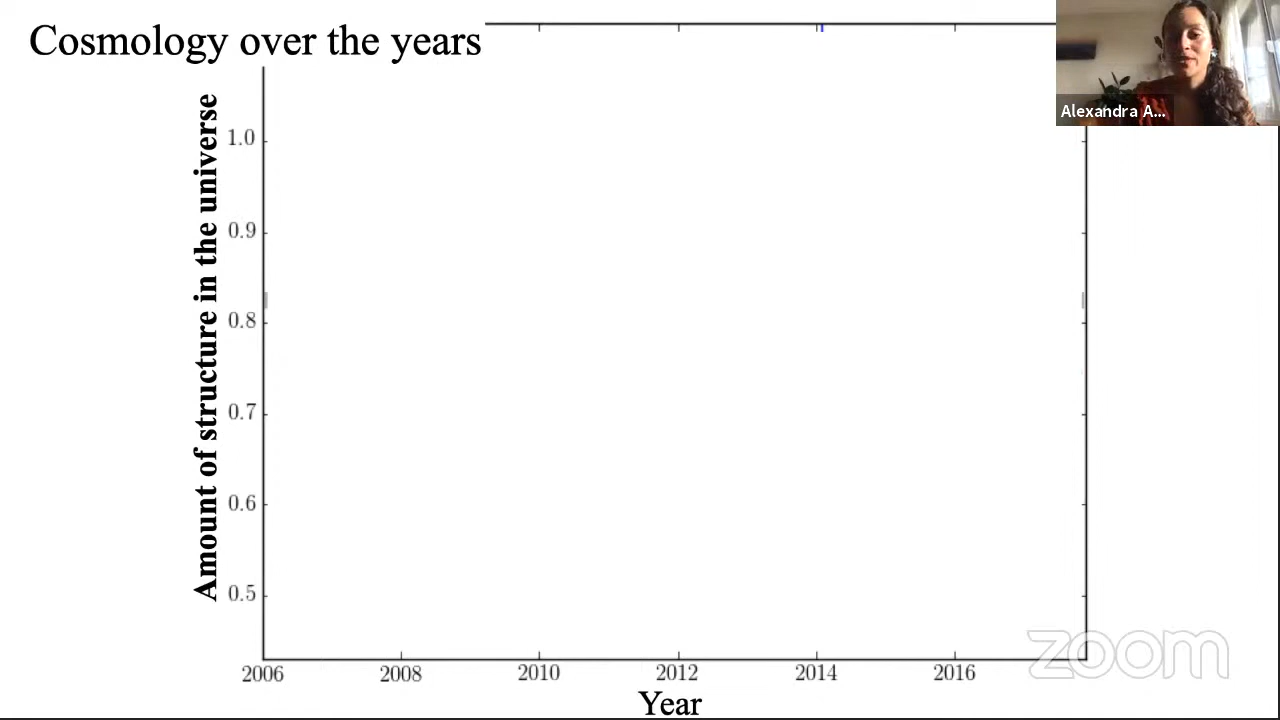 Cosmology over the years
Alexandra A...
Amount of structure in the universe
1.0
0.9
0.8
0.7
0.6
0.5
2006 2008 2010 2012 2014 2016
Year
zoom